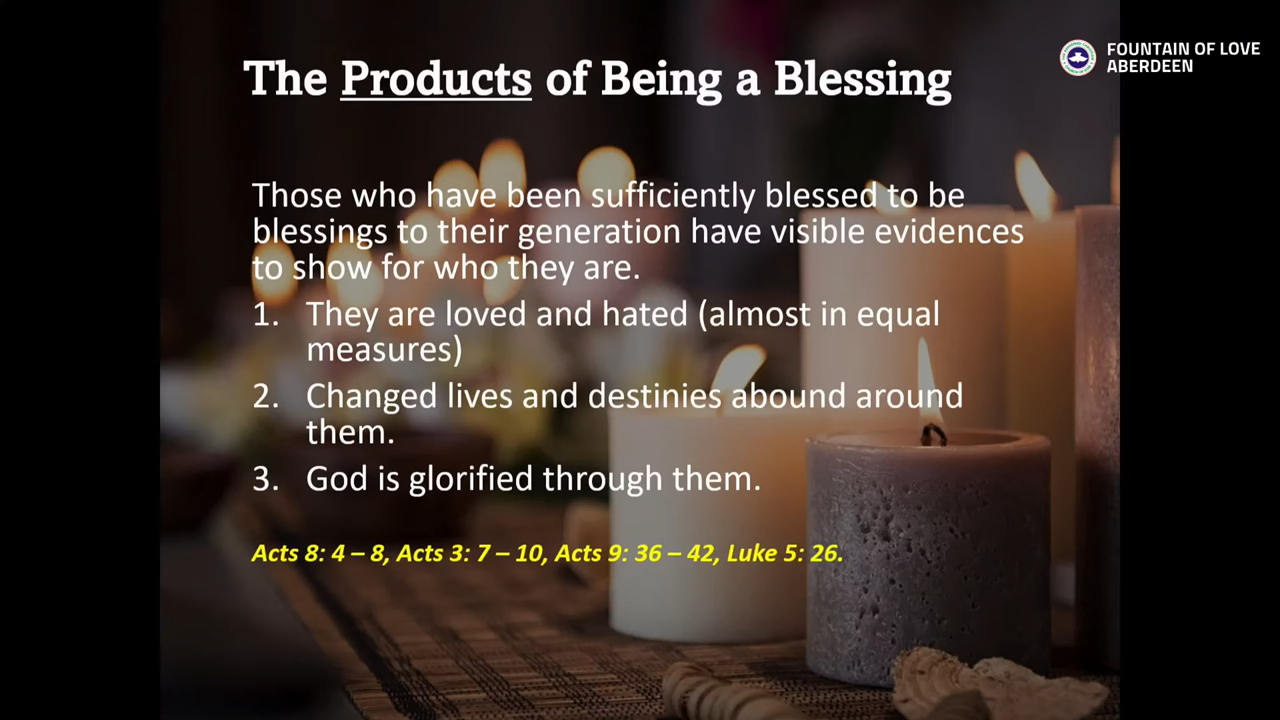 FOUNTAIN OF LOVE
ABERDEEN
The Products of Being a Blessing
Those who have been sufficiently blessed to be
blessings to their generation have visible evidences
to show for who they are.
1. They are loved and hated (almost in equal
measures)
2. Changed lives and destinies abound around
them.
3. God is glorified through them.
Acts 8: 4 – 8, Acts 3: 7 – 10, Acts 9: 36 – 42, Luke 5: 26.